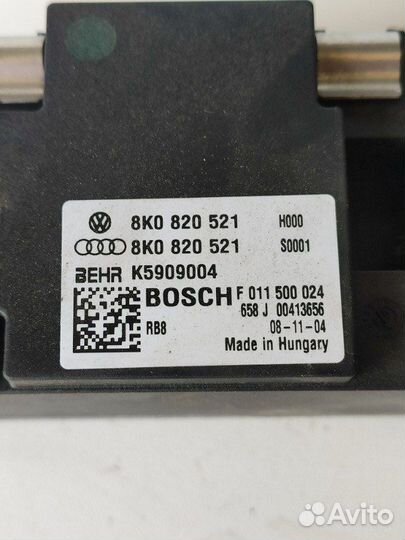 8K0 820 521 H000
8K0 820 521 S0001
BEHR K5909004
BOSCH F 011 500 024
658 J 00413656
RB8 08-11-04
Made in Hungary
Avito